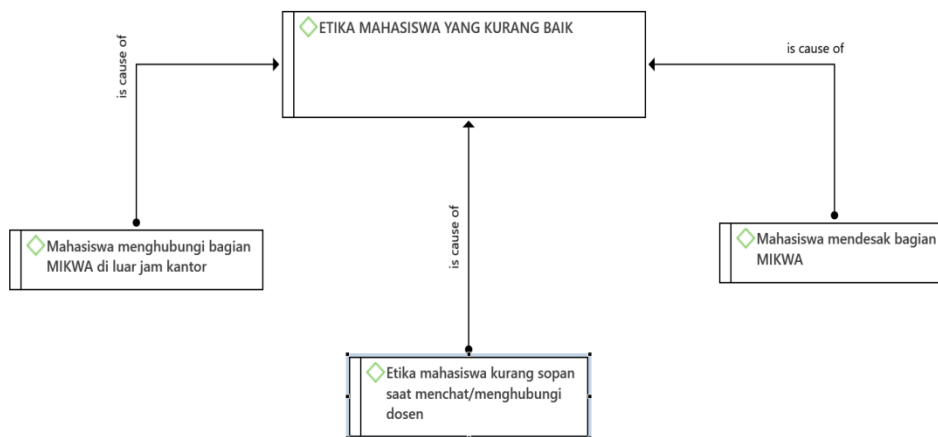 ETIKA MAHASISWA YANG KURANG BAIK
is cause of
is cause of
is cause of
Mahasiswa menghubungi bagian
MIKWA di luar jam kantor
Mahasiswa mendesak bagian
MIKWA
Etika mahasiswa kurang sopan
saat menchat/menghubungi
dosen